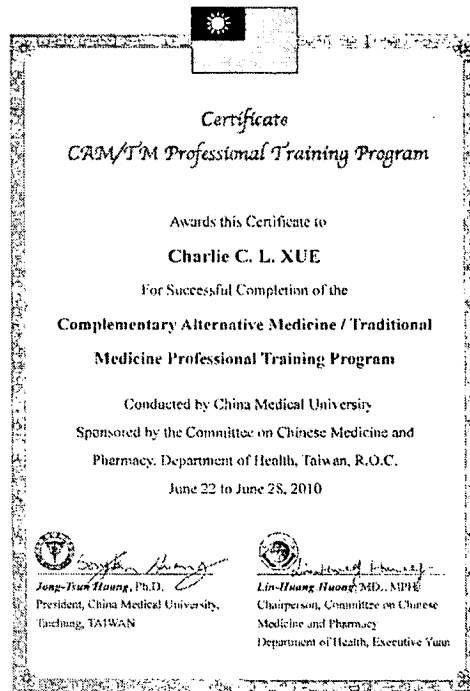 Certificate
CAM/TM Professional Training Program
Awards this Certificate to
Charlie C. L. XUE
For Successful Completion of the
Complementary Alternative Medicine / Traditional
Medicine Professional Training Program
Conducted by China Medical University
Sponsored by the Committee on Chinese Medicine and
Pharmacy, Department of Health, Taiwan, R.O.C.
June 22 to June 28, 2010
Jong-Tsun Huang, Ph.D.
President, China Medical University,
Taichung, TAIWAN
Lin-Huang Huang, MD., MPH
Chairperson, Committee on Chinese
Medicine and Pharmacy
Department of Health, Executive Yuan